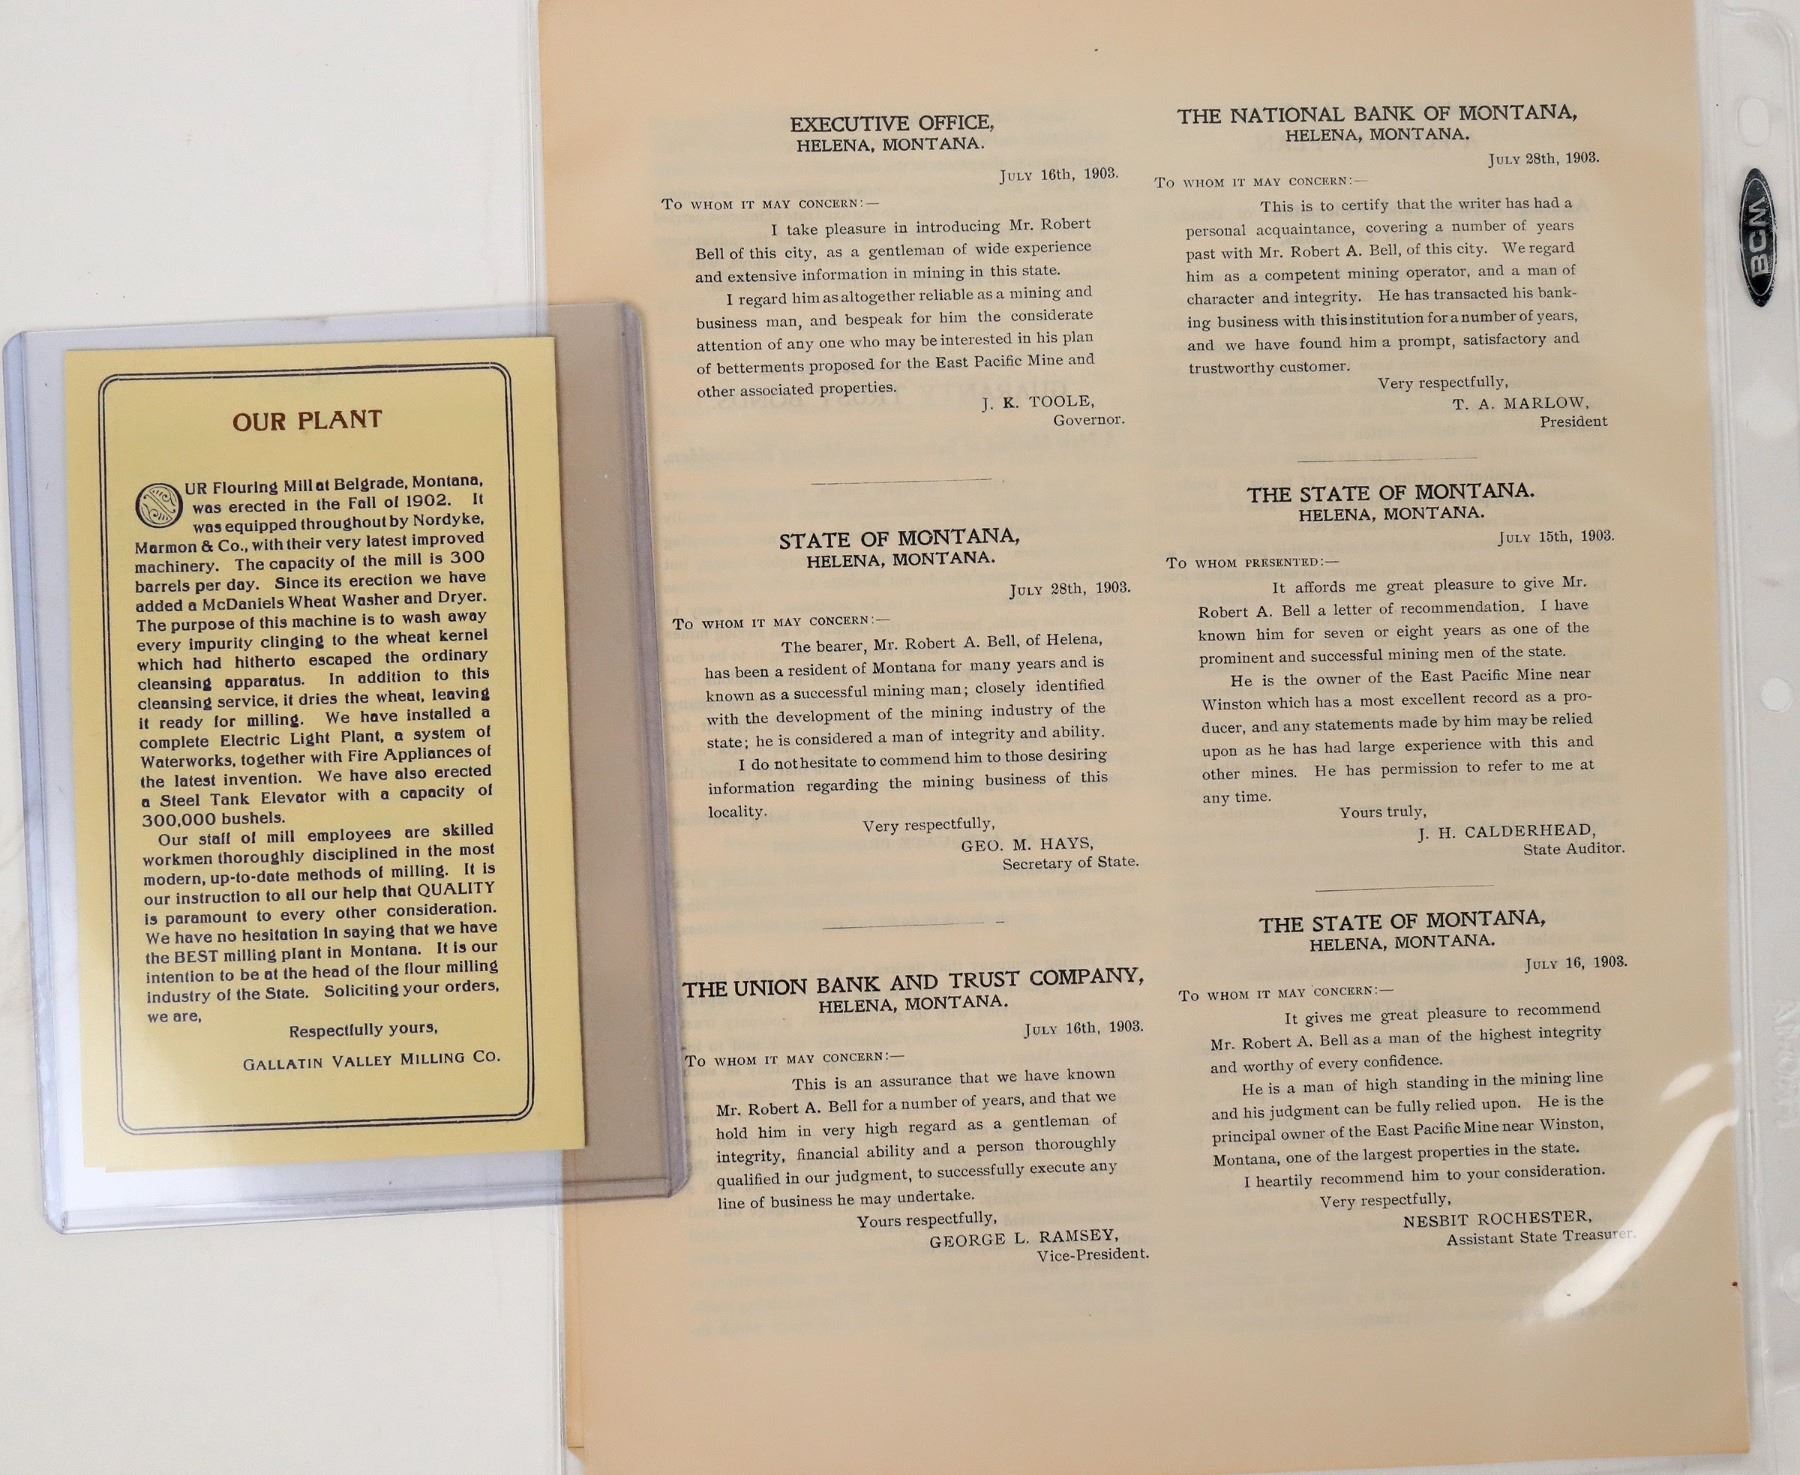 OUR PLANT
OUR Flouring Mill at Belgrade, Montana,
was erected in the Fall of 1902. It
was equipped throughout by Nordyke,
Marmon & Co., with their very latest improved
machinery. The capacity of the mill is 300
barrels per day. Since its erection we have
added a McDaniels Wheat Washer and Dryer.
The purpose of this machine is to wash away
every impurity clinging to the wheat kernel
which had hitherto escaped the ordinary
cleansing apparatus. In addition to this
cleansing service, it dries the wheat, leaving
it ready for milling. We have installed a
complete Electric Light Plant, a system of
Waterworks, together with Fire Appliances of
the latest invention. We have also erected
a Steel Tank Elevator with a capacity of
300,000 bushels.
Our staff of mill employees are skilled
workmen thoroughly disciplined in the most
modern, up-to-date methods of milling. It is
our instruction to all our help that QUALITY
is paramount to every other consideration.
We have no hesitation in saying that we have
the BEST milling plant in Montana. It is our
intention to be at the head of the flour milling
industry of the State. Soliciting your orders,
we are,
Respectfully yours,
GALLATIN VALLEY MILLING CO.
EXECUTIVE OFFICE,
HELENA, MONTANA.
JULY 16th, 1903.
TO WHOM IT MAY CONCERN:—
I take pleasure in introducing Mr. Robert
Bell of this city, as a gentleman of wide experience
and extensive information in mining in this state.
I regard him as altogether reliable as a mining and
business man, and bespeak for him the considerate
attention of any one who may be interested in his plan
of betterments proposed for the East Pacific Mine and
other associated properties.
J. K. TOOLE,
Governor.
STATE OF MONTANA,
HELENA, MONTANA.
JULY 28th, 1903.
TO WHOM IT MAY CONCERN:—
The bearer, Mr. Robert A. Bell, of Helena,
has been a resident of Montana for many years and is
known as a successful mining man; closely identified
with the development of the mining industry of the
state; he is considered a man of integrity and ability.
I do not hesitate to commend him to those desiring
information regarding the mining business of this
locality.
Very respectfully,
GEO. M. HAYS,
Secretary of State.
THE UNION BANK AND TRUST COMPANY,
HELENA, MONTANA.
JULY 16th, 1903.
TO WHOM IT MAY CONCERN:—
This is an assurance that we have known
Mr. Robert A. Bell for a number of years, and that we
hold him in very high regard as a gentleman of
integrity, financial ability and a person thoroughly
qualified in our judgment, to successfully execute any
line of business he may undertake.
Yours respectfully,
GEORGE L. RAMSEY,
Vice-President.
THE NATIONAL BANK OF MONTANA,
HELENA, MONTANA.
JULY 28th, 1903.
TO WHOM IT MAY CONCERN:—
This is to certify that the writer has had a
personal acquaintance, covering a number of years
past with Mr. Robert A. Bell, of this city. We regard
him as a competent mining operator, and a man of
character and integrity. He has transacted his bank-
ing business with this institution for a number of years,
and we have found him a prompt, satisfactory and
trustworthy customer.
Very respectfully,
T. A. MARLOW,
President
THE STATE OF MONTANA.
HELENA, MONTANA.
JULY 15th, 1903.
TO WHOM PRESENTED:—
It affords me great pleasure to give Mr.
Robert A. Bell a letter of recommendation. I have
known him for seven or eight years as one of the
prominent and successful mining men of the state.
He is the owner of the East Pacific Mine near
Winston which has a most excellent record as a pro-
ducer, and any statements made by him may be relied
upon as he has had large experience with this and
other mines. He has permission to refer to me at
any time.
Yours truly,
J. H. CALDERHEAD,
State Auditor.
THE STATE OF MONTANA,
HELENA, MONTANA.
JULY 16, 1903.
TO WHOM IT MAY CONCERN:—
It gives me great pleasure to recommend
Mr. Robert A. Bell as a man of the highest integrity
and worthy of every confidence.
He is a man of high standing in the mining line
and his judgment can be fully relied upon. He is the
principal owner of the East Pacific Mine near Winston,
Montana, one of the largest properties in the state.
I heartily recommend him to your consideration.
Very respectfully,
NESBIT ROCHESTER,
Assistant State Treasurer.
BCW